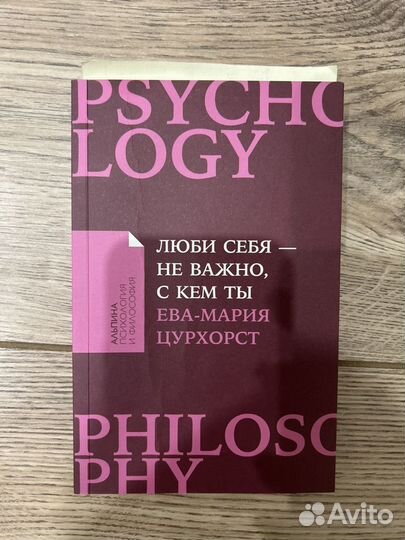 PSYCHO
LOGY
ЛЮБИ СЕБЯ —
НЕ ВАЖНО,
С КЕМ ТЫ
ЕВА-МАРИЯ
ЦУРХОРСТ
АЛЬПИНА
ПСИХОЛОГИЯ
И ФИЛОСОФИЯ
PHILOSO
PHY
Avito